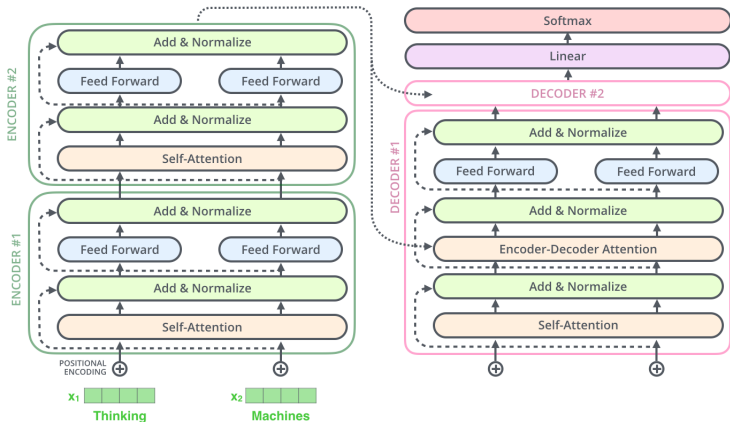 ENCODER #2
Add & Normalize
Feed Forward
Feed Forward
Add & Normalize
Self-Attention
ENCODER #1
Add & Normalize
Feed Forward
Feed Forward
Add & Normalize
Self-Attention
POSITIONAL
ENCODING
x₁
x₂
Thinking
Machines
Softmax
Linear
DECODER #2
DECODER #1
Add & Normalize
Feed Forward
Feed Forward
Add & Normalize
Encoder-Decoder Attention
Add & Normalize
Self-Attention